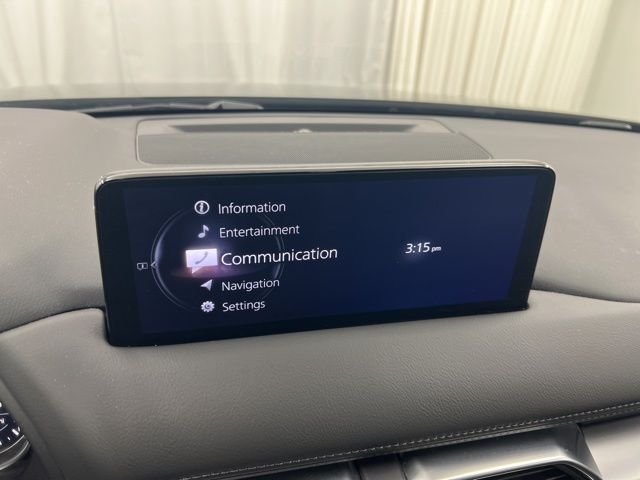 Information
Entertainment
Communication
3:15 pm
Navigation
Settings